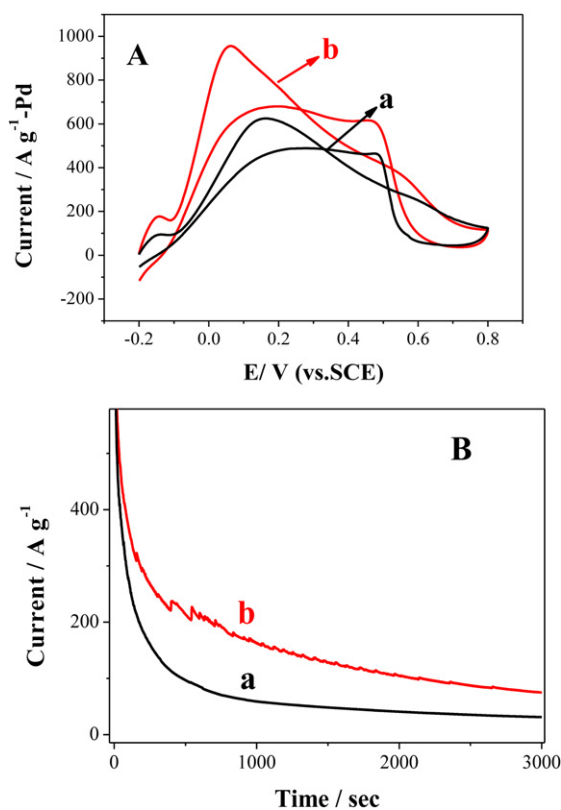 A
b
a
Current / A g⁻¹-Pd
1000
800
600
400
200
0
-200
-0.2 0.0 0.2 0.4 0.6 0.8
E/ V (vs.SCE)
B
b
a
Current / A g⁻¹
400
200
0
0 1000 2000 3000
Time / sec